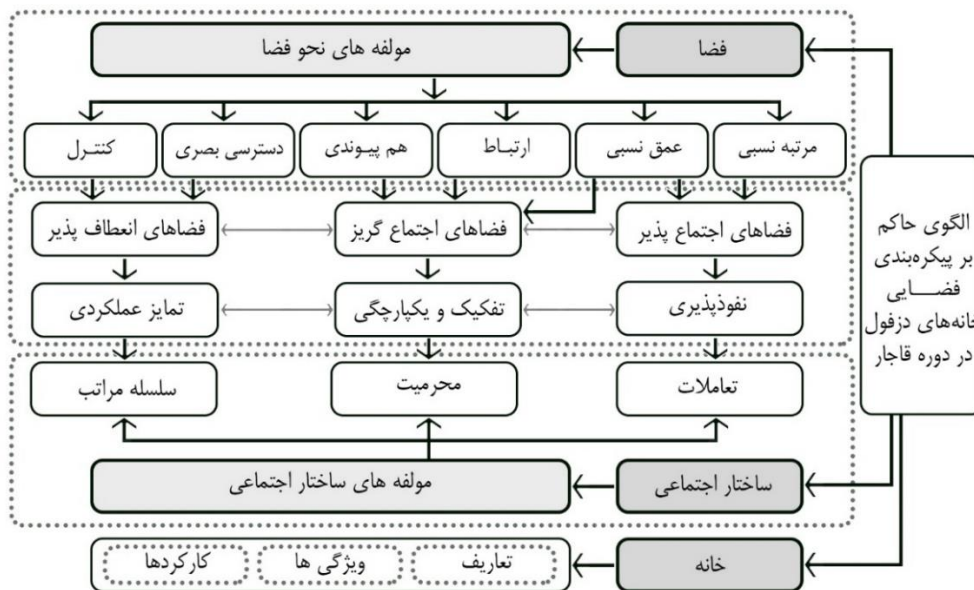 فضا
مولفه های نحو فضا
مرتبه نسبی
عمق نسبی
ارتباط
هم پیوندی
دسترسی بصری
کنترل
فضاهای اجتماع پذیر
فضاهای اجتماع گریز
فضاهای انعطاف پذیر
نفوذپذیری
تفکیک و یکپارچگی
تمایز عملکردی
تعاملات
محرمیت
سلسله مراتب
ساختار اجتماعی
مولفه های ساختار اجتماعی
خانه
تعاریف
ویژگی ها
کارکردها
الگوی حاکم
بر پیکره‌بندی
فضایی
خانه‌های دزفول
در دوره قاجار